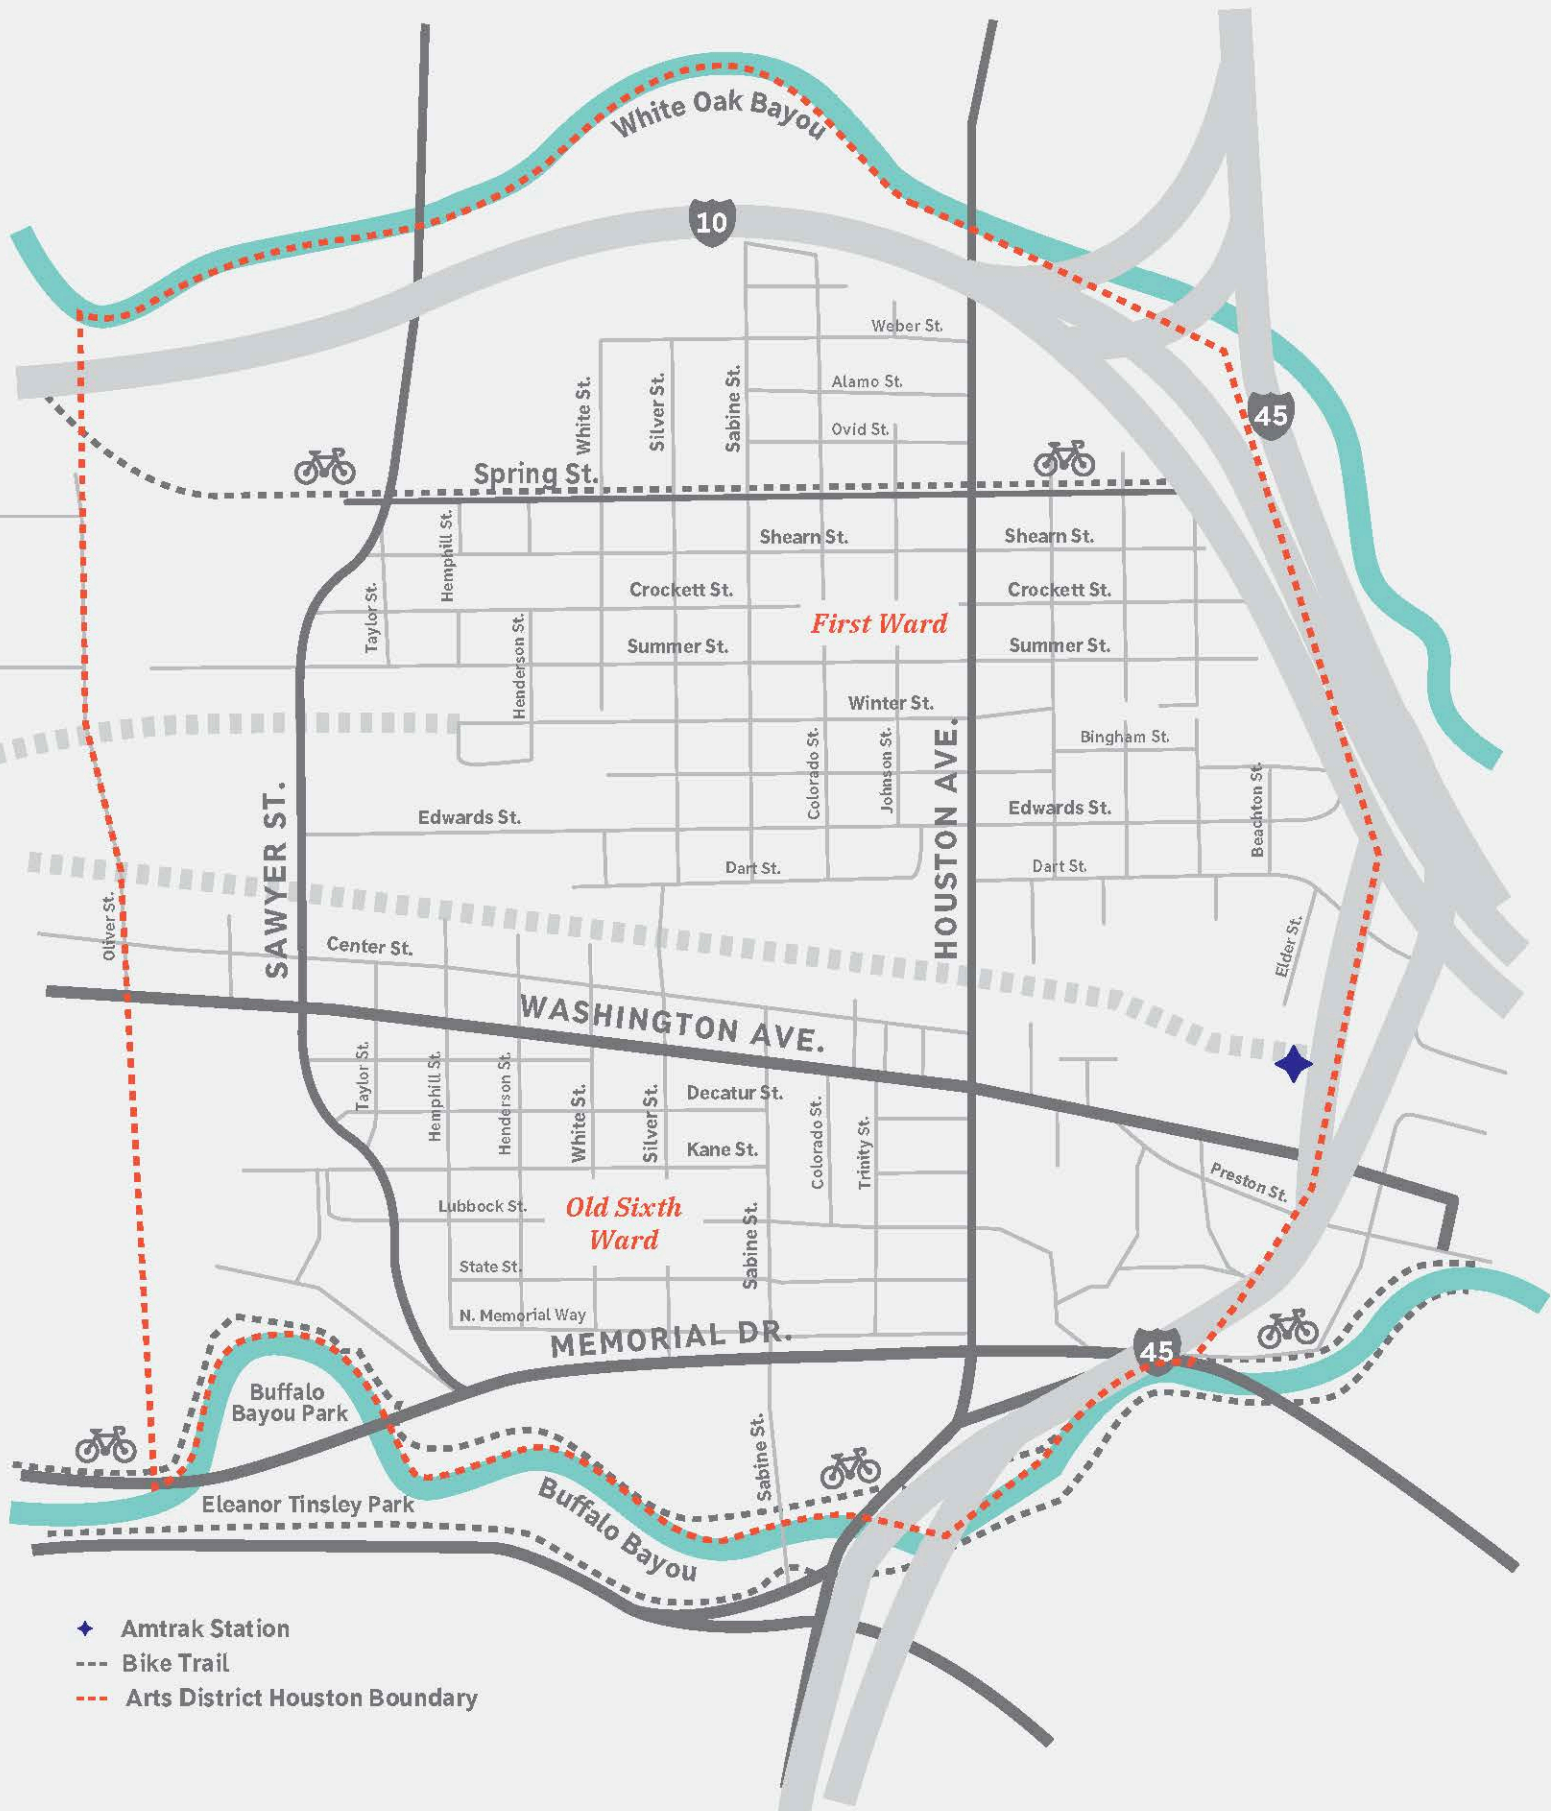 White Oak Bayou
10
Weber St.
Alamo St.
Ovid St.
White St.
Silver St.
Sabine St.
45
Spring St.
Hemphill St.
Shearn St.
Shearn St.
Taylor St.
Crockett St.
Crockett St.
First Ward
Henderson St.
Summer St.
Summer St.
Winter St.
Bingham St.
Colorado St.
Johnson St.
HOUSTON AVE.
Beachton St.
SAWYER ST.
Edwards St.
Edwards St.
Dart St.
Dart St.
Oliver St.
Center St.
Elder St.
WASHINGTON AVE.
Taylor St.
Hemphill St.
Henderson St.
White St.
Silver St.
Decatur St.
Kane St.
Colorado St.
Trinity St.
Preston St.
Lubbock St.
Old Sixth
Ward
Sabine St.
State St.
N. Memorial Way
MEMORIAL DR.
45
Buffalo
Bayou Park
Sabine St.
Eleanor Tinsley Park
Buffalo Bayou
Amtrak Station
Bike Trail
Arts District Houston Boundary